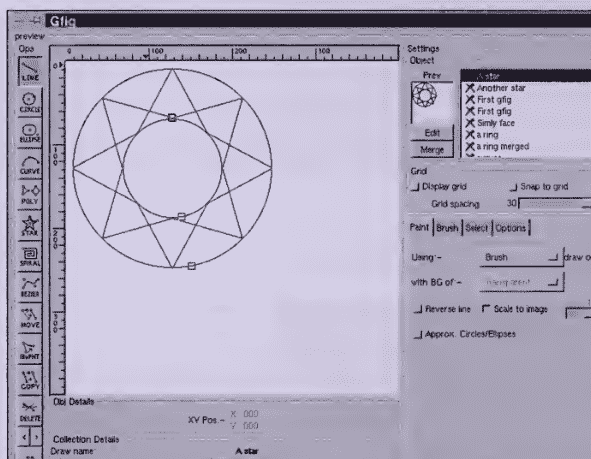 Gfig
preview
Ops
Settings
Object
Prev
A star
Another star
First gfig
First gfig
Simly face
a ring
a ring merged
Edit
Merge
LINE
CIRCLE
CURVE
POLY
STAR
SPIRAL
BEZIER
MOVE
MvPNT
COPY
DELETE
0 100 200 300
Grid
Display grid Snap to grid
Grid spacing 30
Paint Brush Select Options
Using:- Brush draw
with BG of -
Reverse line Scale to image
Approx. Circles/Ellipses
Obj Details
XY Pos.- X 000
Y 000
Collection Details
Draw name A star